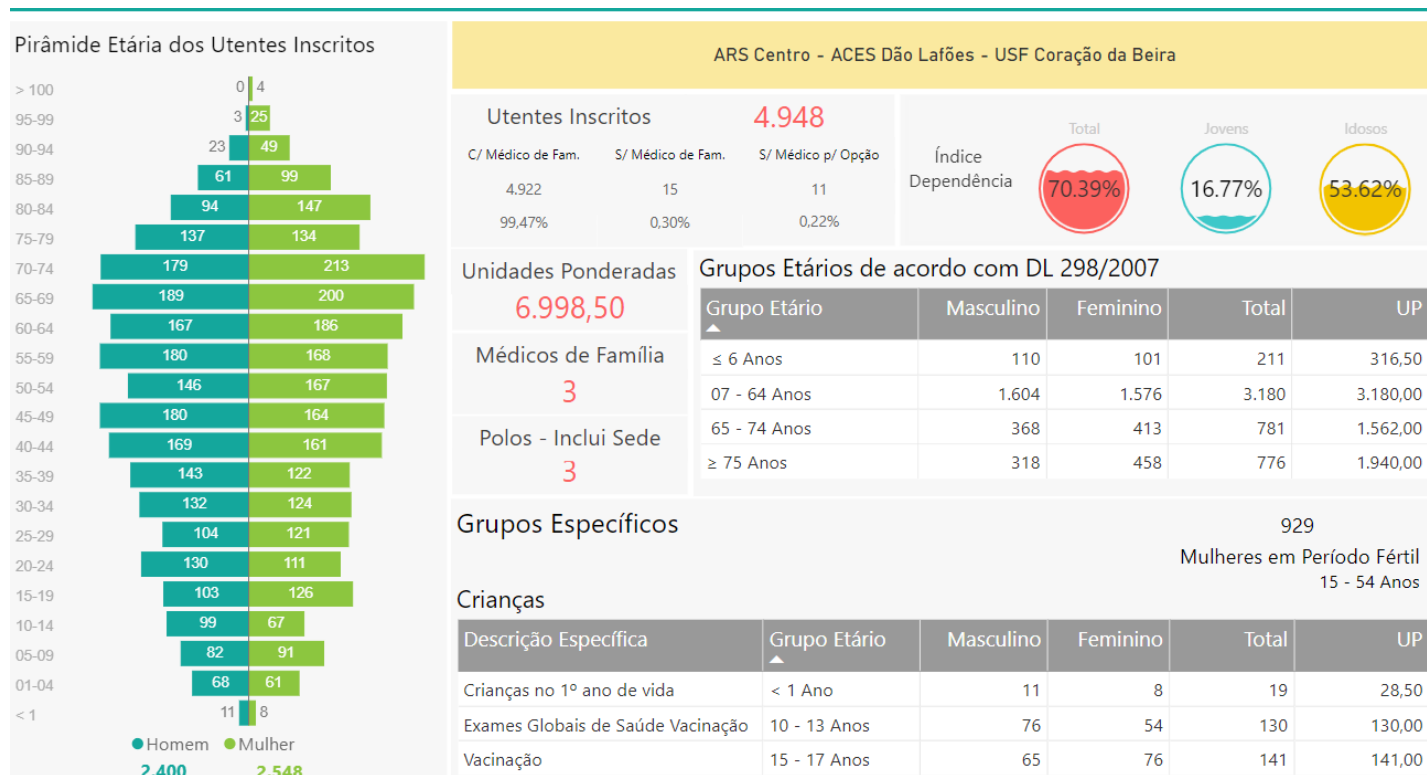 Pirâmide Etária dos Utentes Inscritos
> 100 0 4
95-99 3 25
90-94 23 49
85-89 61 99
80-84 94 147
75-79 137 134
70-74 179 213
65-69 189 200
60-64 167 186
55-59 180 168
50-54 146 167
45-49 180 164
40-44 169 161
35-39 143 122
30-34 132 124
25-29 104 121
20-24 130 111
15-19 103 126
10-14 99 67
05-09 82 91
01-04 68 61
< 1 11 8
Homem Mulher
2.400 2.548
ARS Centro - ACES Dão Lafões - USF Coração da Beira
Utentes Inscritos 4.948
C/ Médico de Fam. S/ Médico de Fam. S/ Médico p/ Opção
4.922 15 11
99,47% 0,30% 0,22%
Total Jovens Idosos
Índice
Dependência
70.39% 16.77% 53.62%
Unidades Ponderadas
6.998,50
Médicos de Família
3
Polos - Inclui Sede
3
Grupos Etários de acordo com DL 298/2007
Grupo Etário Masculino Feminino Total UP
≤ 6 Anos 110 101 211 316,50
07 - 64 Anos 1.604 1.576 3.180 3.180,00
65 - 74 Anos 368 413 781 1.562,00
≥ 75 Anos 318 458 776 1.940,00
Grupos Específicos
929
Mulheres em Período Fértil
15 - 54 Anos
Crianças
Descrição Específica Grupo Etário Masculino Feminino Total UP
Crianças no 1º ano de vida < 1 Ano 11 8 19 28,50
Exames Globais de Saúde Vacinação 10 - 13 Anos 76 54 130 130,00
Vacinação 15 - 17 Anos 65 76 141 141,00